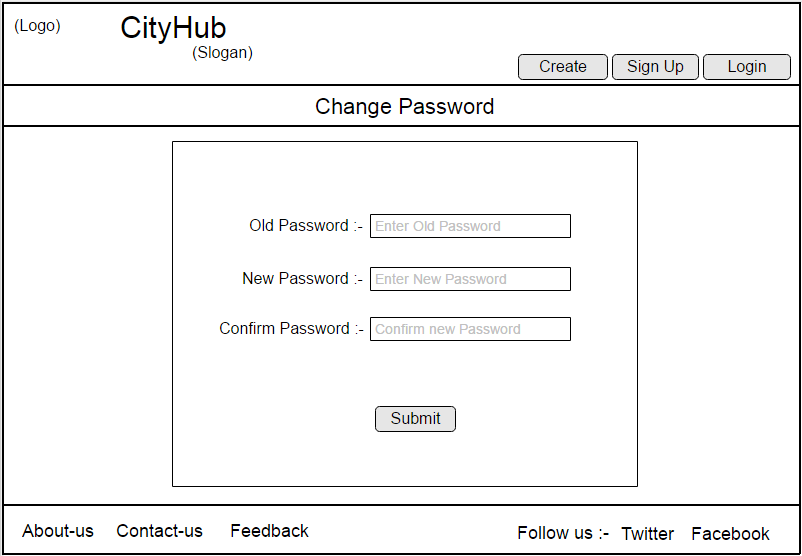 (Logo)
CityHub
(Slogan)
Create Sign Up Login
Change Password
Old Password :- Enter Old Password
New Password :- Enter New Password
Confirm Password :- Confirm new Password
Submit
About-us Contact-us Feedback Follow us :- Twitter Facebook